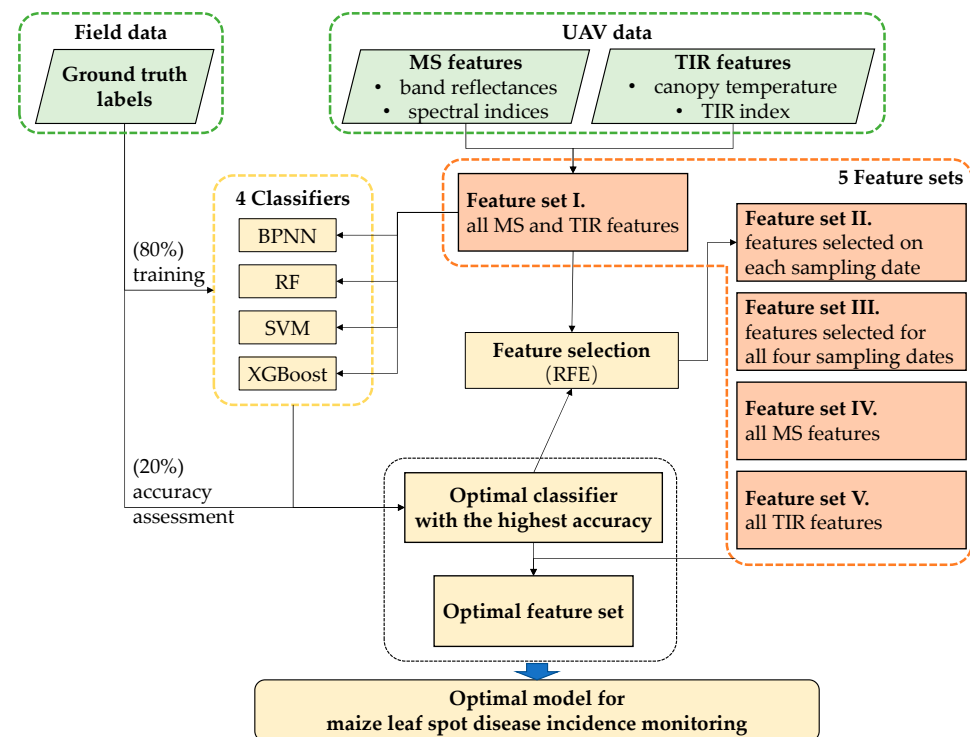 Field data
Ground truth
labels
UAV data
MS features
• band reflectances
• spectral indices
TIR features
• canopy temperature
• TIR index
5 Feature sets
Feature set I.
all MS and TIR features
4 Classifiers
BPNN
RF
SVM
XGBoost
(80%)
training
Feature set II.
features selected on
each sampling date
Feature set III.
features selected for
all four sampling dates
Feature selection
(RFE)
Feature set IV.
all MS features
Feature set V.
all TIR features
(20%)
accuracy
assessment
Optimal classifier
with the highest accuracy
Optimal feature set
Optimal model for
maize leaf spot disease incidence monitoring